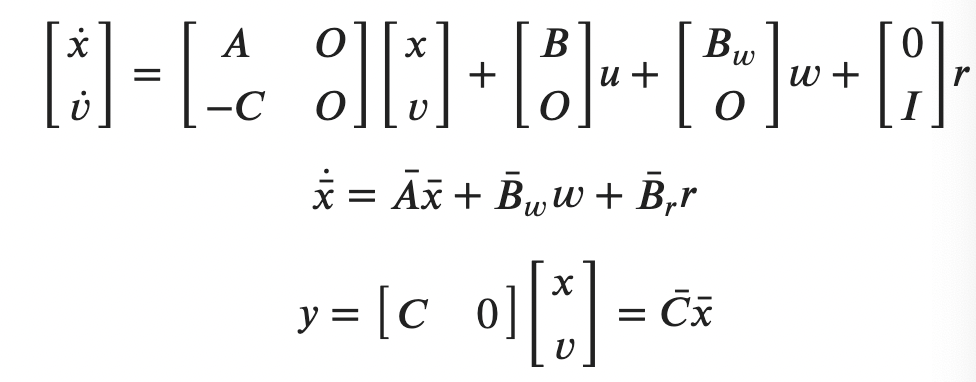 [ẋ; v̇] = [A O; −C O] [x; v] + [B; O] u + [B_w; O] w + [0; I] r
x̄̇ = Āx̄ + B̄_w w + B̄_r r
y = [C 0] [x; v] = C̄x̄